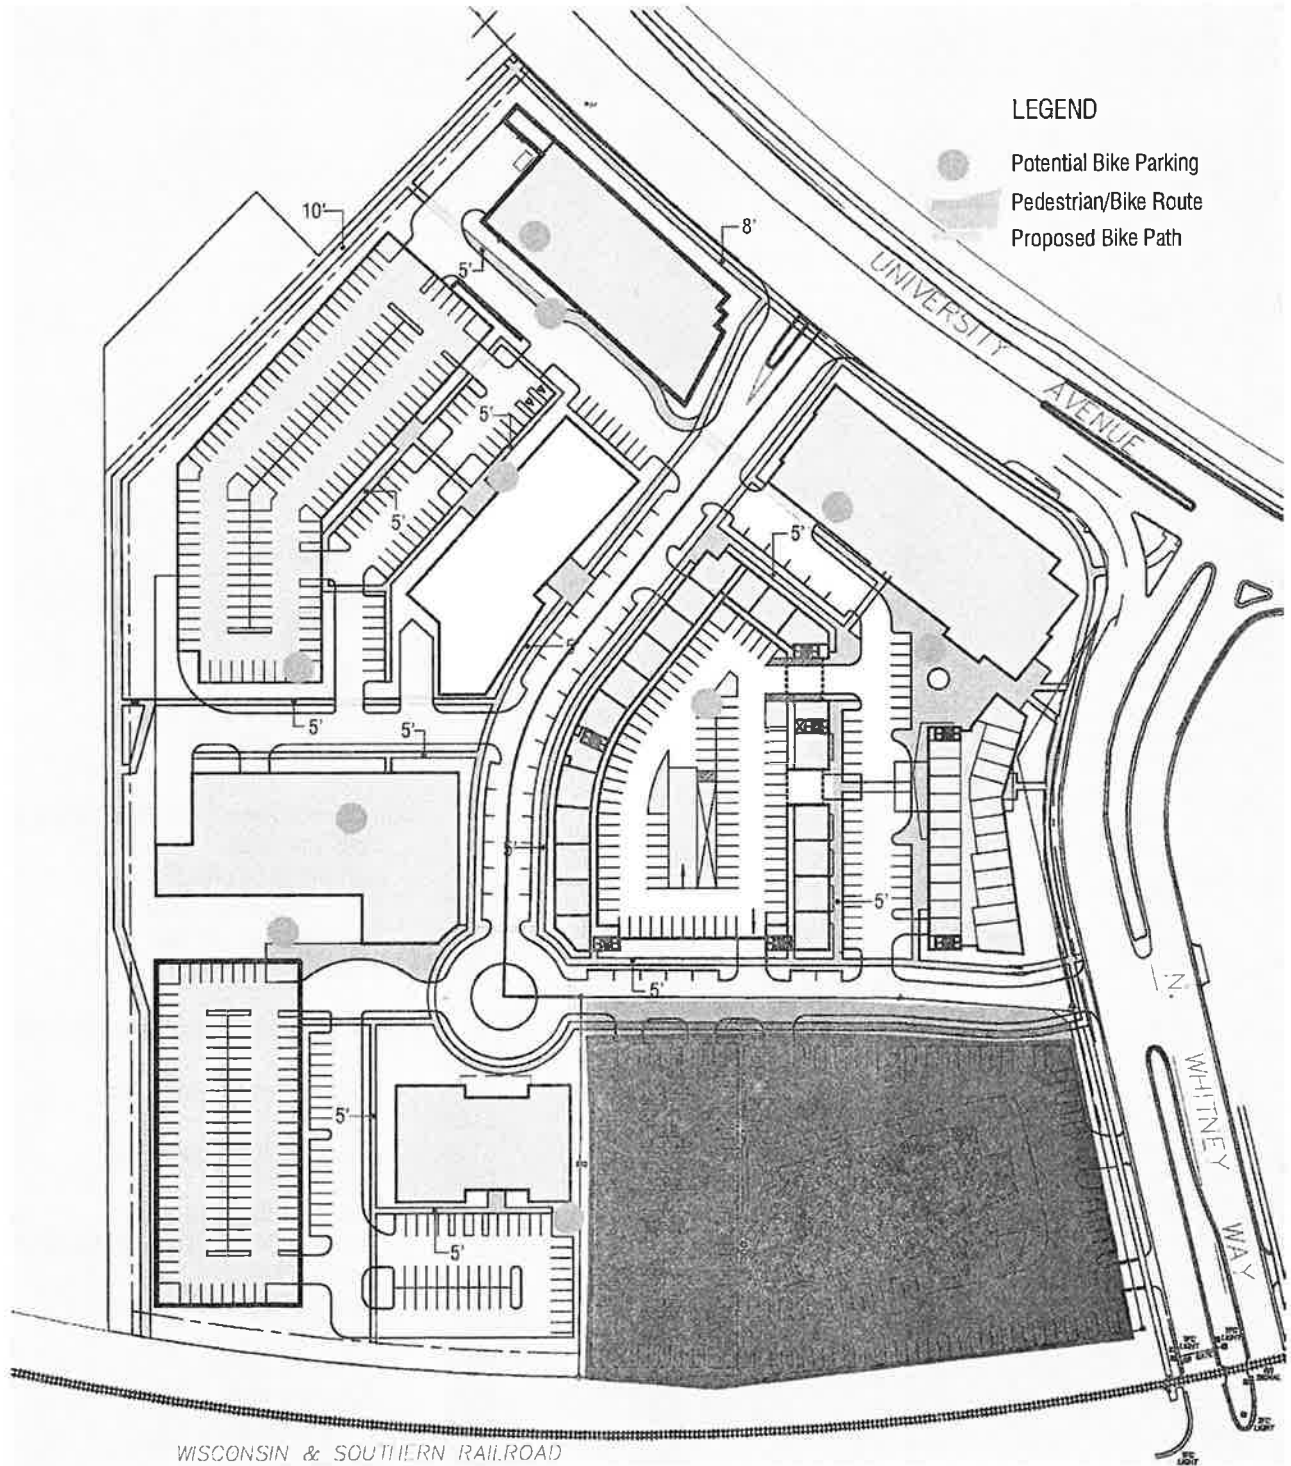 LEGEND
Potential Bike Parking
Pedestrian/Bike Route
Proposed Bike Path
10'
8'
5'
UNIVERSITY
AVENUE
5'
5'
5'
5'
5'
5'
5'
5'
5'
5'
N.
WHITNEY
WAY
5'
5'
WISCONSIN & SOUTHERN RAILROAD